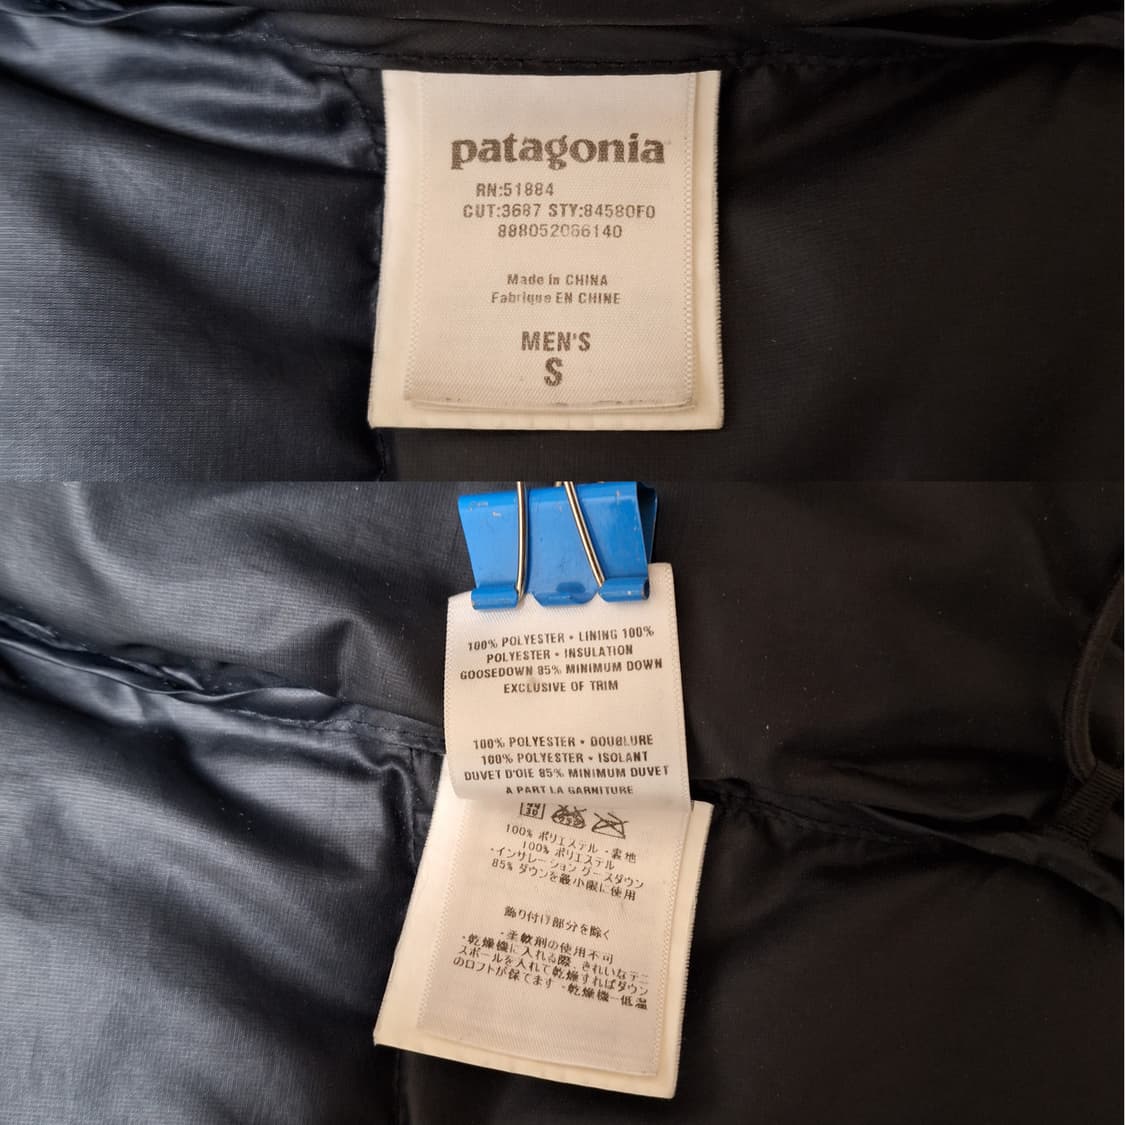 patagonia
RN:51884
CUT:3687 STY:84580F0
888052066140
Made in CHINA
Fabrique EN CHINE
MEN'S
S
100% POLYESTER • LINING 100%
POLYESTER • INSULATION
GOOSEDOWN 85% MINIMUM DOWN
EXCLUSIVE OF TRIM
100% POLYESTER • DOUBLURE
100% POLYESTER • ISOLANT
DUVET D'OIE 85% MINIMUM DUVET
A PART LA GARNITURE
100% ポリエステル・裏地
100% ポリエステル
・インサレーション グースダウン
85% ダウンを最小限に使用
飾り付け部分を除く
・柔軟剤の使用不可
・乾燥機に入れる際、きれいなテニ
スボールを入れて乾燥すればダウン
のロフトが保てます ・乾燥機−低温